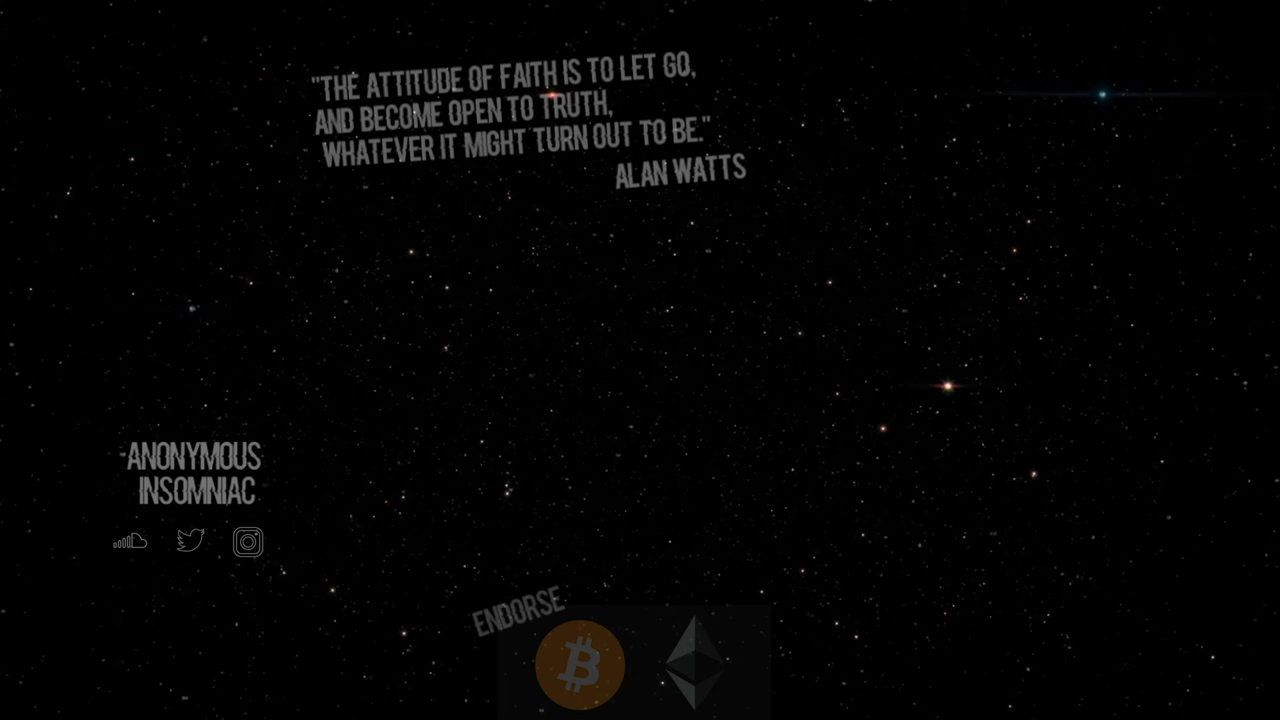 "THE ATTITUDE OF FAITH IS TO LET GO,
AND BECOME OPEN TO TRUTH,
WHATEVER IT MIGHT TURN OUT TO BE."
ALAN WATTS
ANONYMOUS
INSOMNIAC
ENDORSE